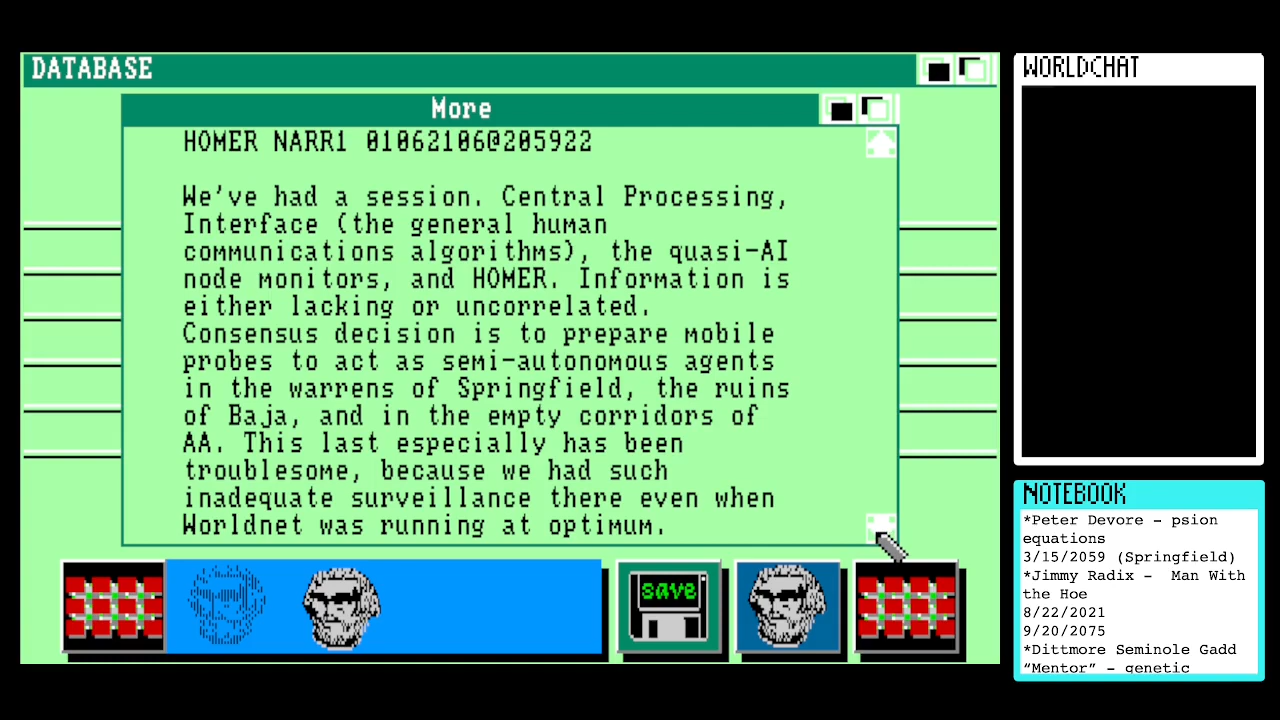 DATABASE
More
HOMER NARR1 01062106@205922
We've had a session. Central Processing,
Interface (the general human
communications algorithms), the quasi-AI
node monitors, and HOMER. Information is
either lacking or uncorrelated.
Consensus decision is to prepare mobile
probes to act as semi-autonomous agents
in the warrens of Springfield, the ruins
of Baja, and in the empty corridors of
AA. This last especially has been
troublesome, because we had such
inadequate surveillance there even when
Worldnet was running at optimum.
save
WORLDCHAT
NOTEBOOK
*Peter Devore - psion
equations
3/15/2059 (Springfield)
*Jimmy Radix - Man With
the Hoe
8/22/2021
9/20/2075
*Dittmore Seminole Gadd
“Mentor” - genetic